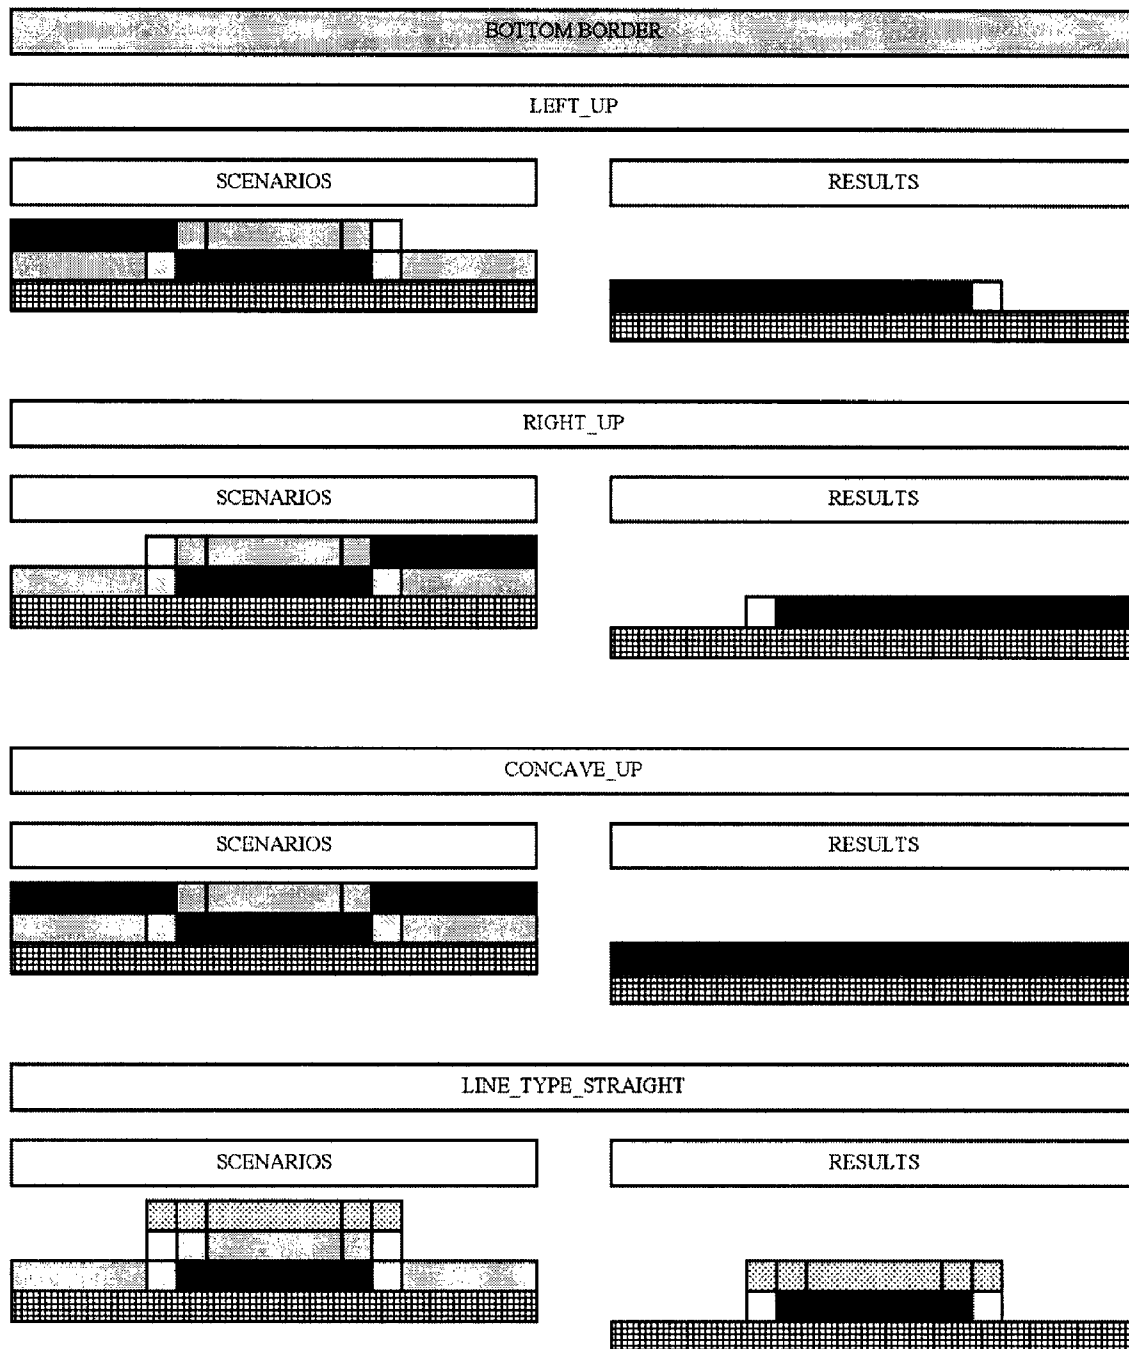 BOTTOM BORDER
LEFT_UP
SCENARIOS
RESULTS
RIGHT_UP
SCENARIOS
RESULTS
CONCAVE_UP
SCENARIOS
RESULTS
LINE_TYPE_STRAIGHT
SCENARIOS
RESULTS